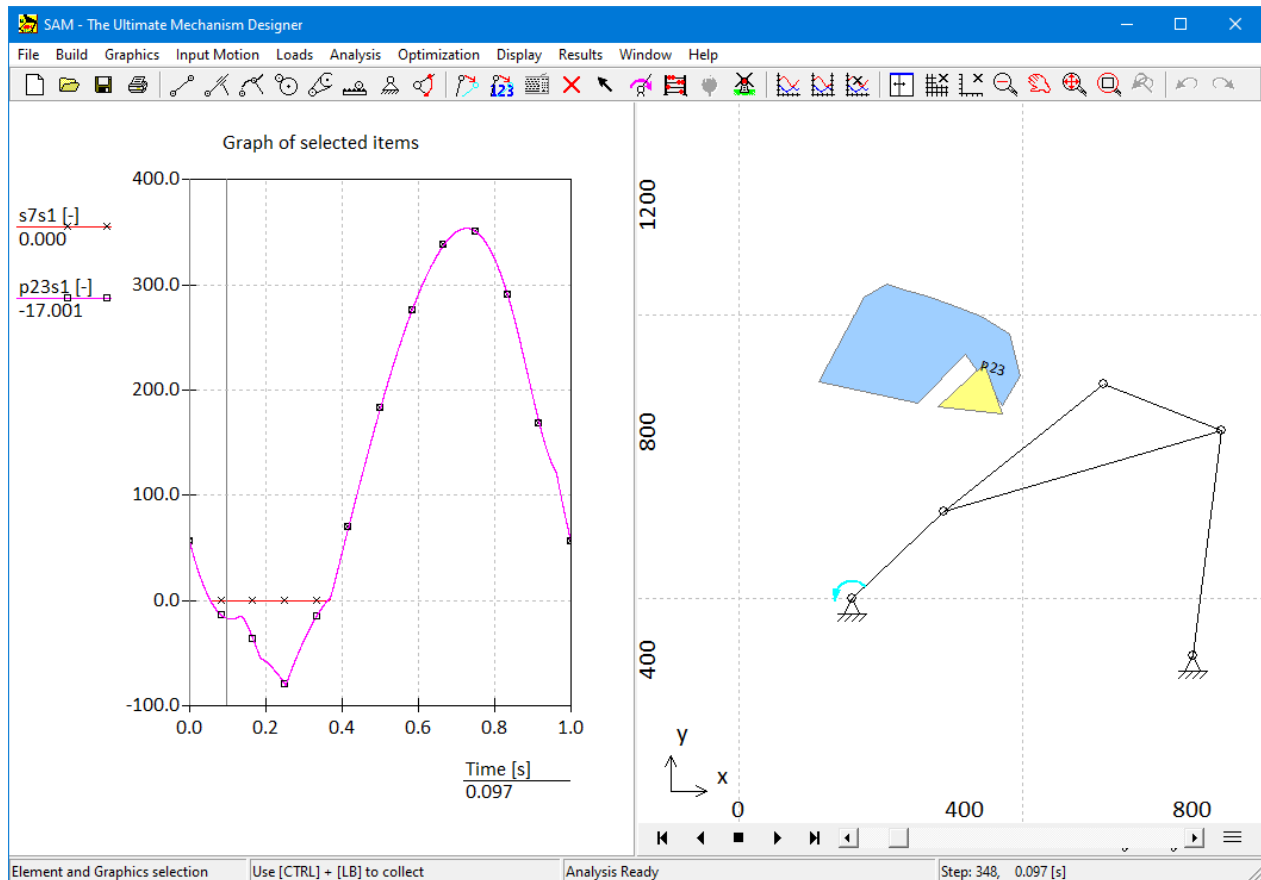 SAM - The Ultimate Mechanism Designer
File Build Graphics Input Motion Loads Analysis Optimization Display Results Window Help
123
Graph of selected items
s7s1 [-]
0.000
p23s1 [-]
-17.001
400.0
300.0
200.0
100.0
0.0
-100.0
0.0 0.2 0.4 0.6 0.8 1.0
Time [s]
0.097
1200
800
400
P23
y
x
0 400 800
Element and Graphics selection Use [CTRL] + [LB] to collect Analysis Ready Step: 348, 0.097 [s]